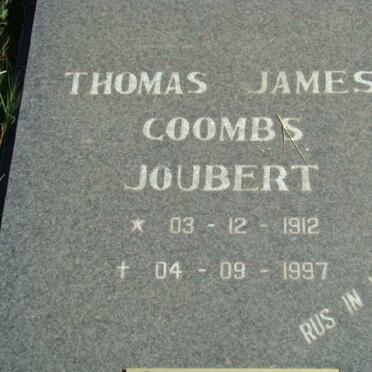 THOMAS JAMES
COOMBS
JOUBERT
* 03 - 12 - 1912
† 04 - 09 - 1997
RUS IN